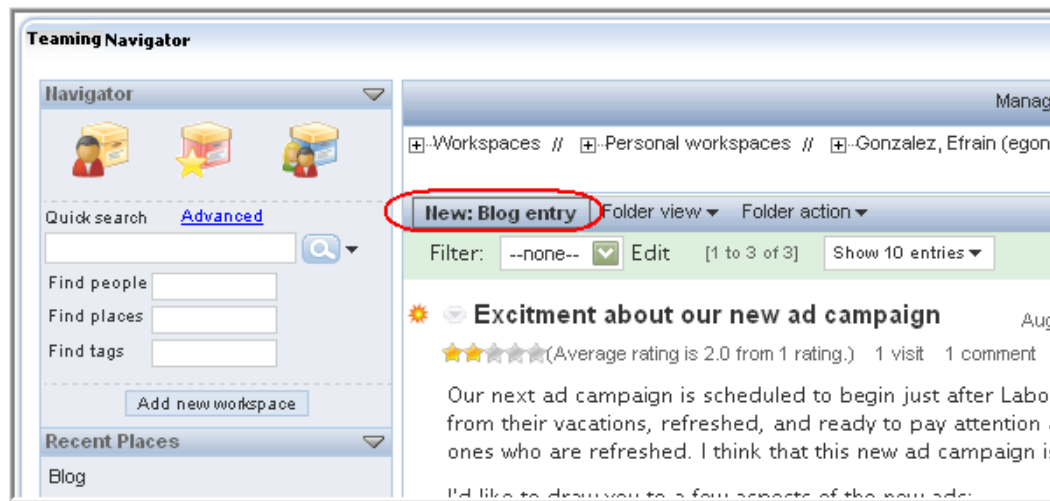 Teaming Navigator
Navigator
Quick search Advanced
Find people
Find places
Find tags
Add new workspace
Recent Places
Blog
Manag
Workspaces // Personal workspaces // Gonzalez, Efrain (egon
New: Blog entry Folder view Folder action
Filter: --none-- Edit [1 to 3 of 3] Show 10 entries
Excitment about our new ad campaign Aug
(Average rating is 2.0 from 1 rating.) 1 visit 1 comment
Our next ad campaign is scheduled to begin just after Labo
from their vacations, refreshed, and ready to pay attention
ones who are refreshed. I think that this new ad campaign i
I'd like to draw you to a few aspects of the new ads: